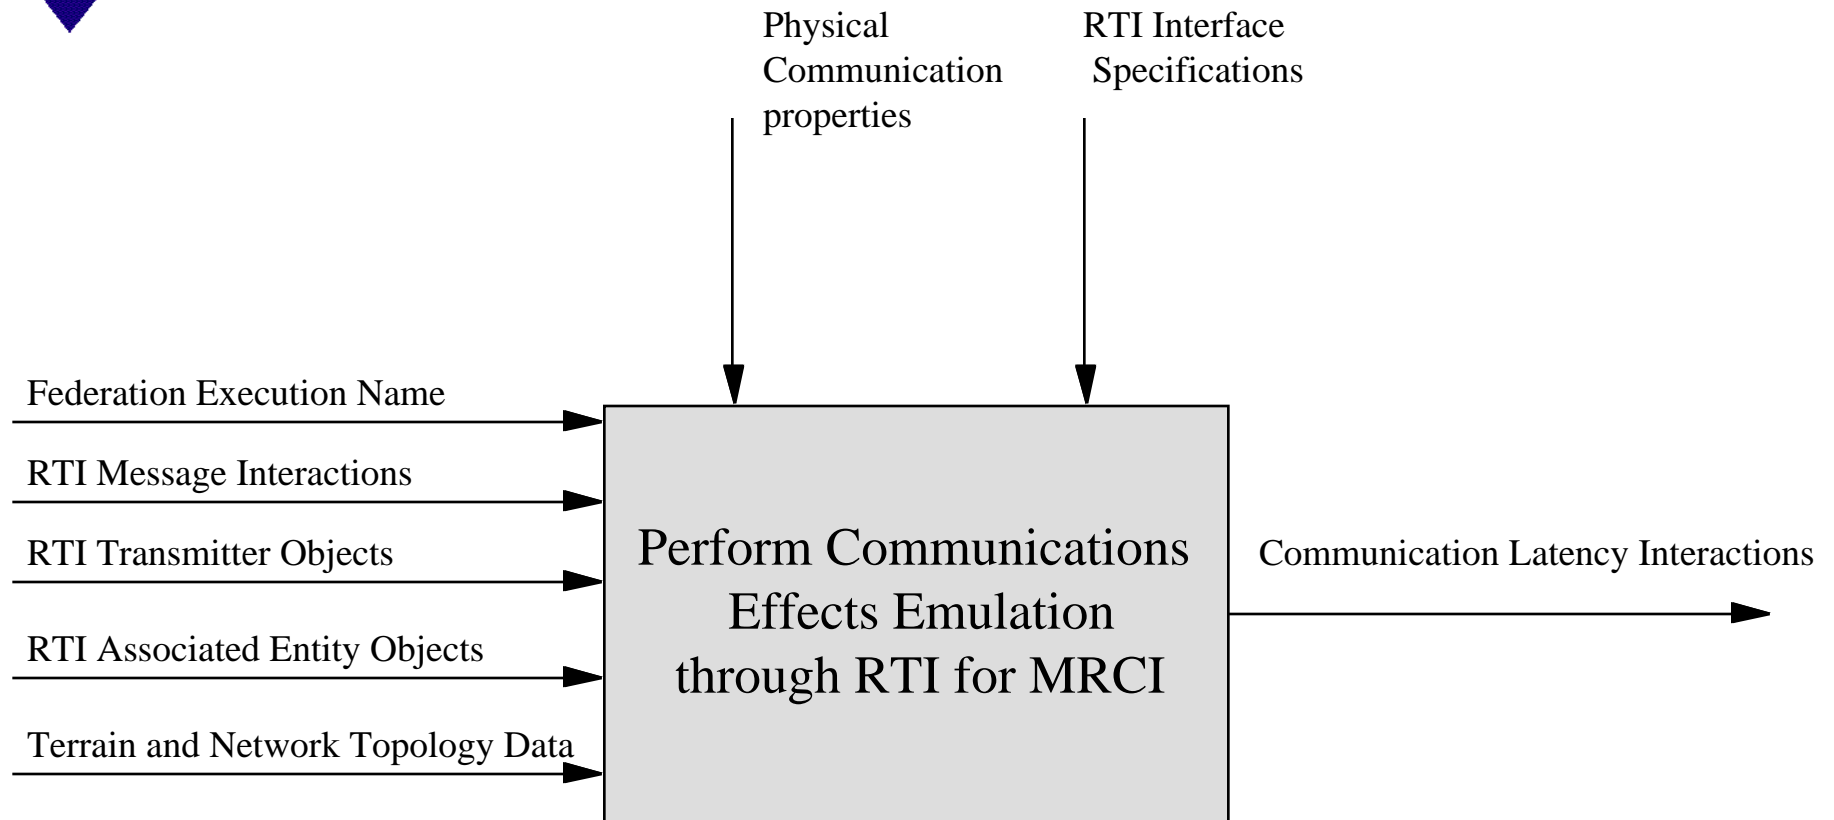 Physical
Communication
properties
RTI Interface
Specifications
Federation Execution Name
RTI Message Interactions
RTI Transmitter Objects
RTI Associated Entity Objects
Terrain and Network Topology Data
Perform Communications
Effects Emulation
through RTI for MRCI
Communication Latency Interactions